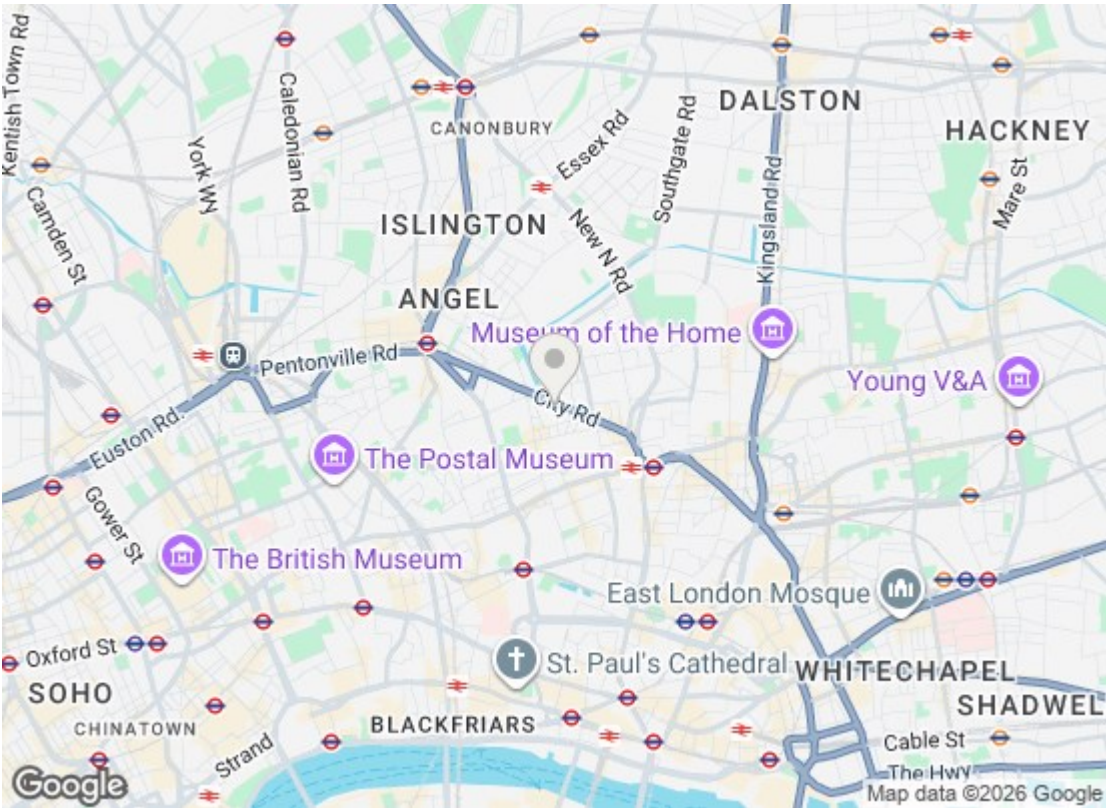 Kentish Town Rd
Caledonian Rd
York Wy
CANONBURY
Essex Rd
Southgate Rd
DALSTON
HACKNEY
Kingsland Rd
Mare St
Camden St
ISLINGTON
New N Rd
ANGEL
Museum of the Home
Pentonville Rd
Young V&A
City Rd
Euston Rd.
The Postal Museum
Gower St
The British Museum
East London Mosque
Oxford St
St. Paul's Cathedral
WHITECHAPEL
SOHO
SHADWEL
CHINATOWN
BLACKFRIARS
Strand
Cable St
The Hwy
Google
Map data ©2026 Google